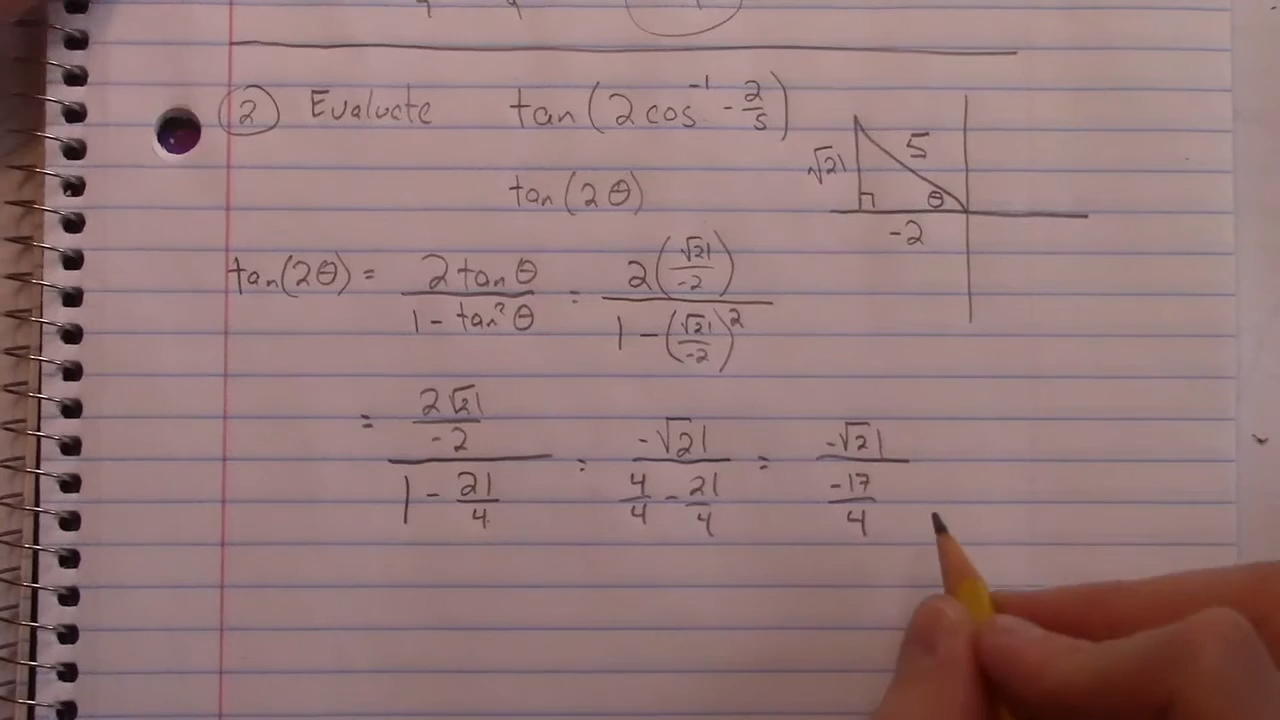 ② Evaluate tan(2cos⁻¹ -2/5)
√21 5 θ
-2
tan(2θ)
tan(2θ) = 2tanθ / 1 - tan²θ = 2(√21/-2) / 1 - (√21/-2)²
= (2√21/-2) / (1 - 21/4) = -√21 / (4/4 - 21/4) = -√21 / (-17/4)